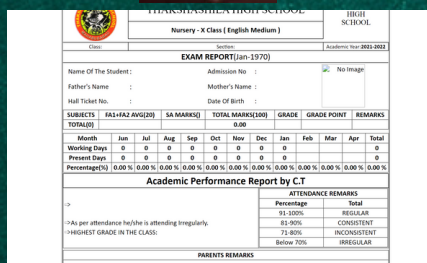 THAKSHASHILA HIGH SCHOOL
HIGH
SCHOOL
Nursery - X Class ( English Medium )
Class: Section: Academic Year:2021-2022
EXAM REPORT(Jan-1970)
Name Of The Student: Admission No :
No Image
Father's Name : Mother's Name :
Hall Ticket No. : Date Of Birth :
SUBJECTS FA1+FA2 AVG(20) SA MARKS() TOTAL MARKS(100) GRADE GRADE POINT REMARKS
TOTAL(0) 0.00
Month Jun Jul Aug Sep Oct Nov Dec Jan Feb Mar Apr Total
Working Days 0 0 0 0 0 0 0 0 0
Present Days 0 0 0 0 0 0 0 0 0
Percentage(%) 0.00 % 0.00 % 0.00 % 0.00 % 0.00 % 0.00 % 0.00 % 0.00 % 0.00 % 0.00 % 0.00 % 0.00 %
Academic Performance Report by C.T
ATTENDANCE REMARKS
Percentage Total
->
91-100% REGULAR
->As per attendance he/she is attending Irregularly.
81-90% CONSISTENT
->HIGHEST GRADE IN THE CLASS:
71-80% INCONSISTENT
Below 70% IRREGULAR
PARENTS REMARKS